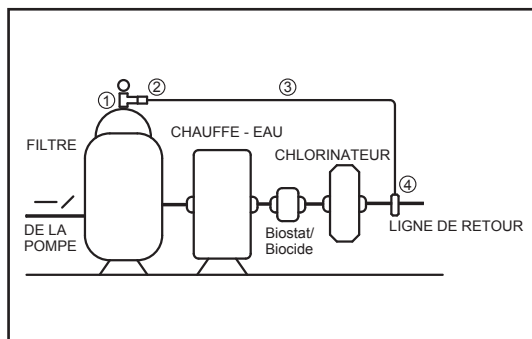 ① ② ③
CHAUFFE - EAU
FILTRE
CHLORINATEUR
④
DE LA
POMPE
Biostat/
Biocide
LIGNE DE RETOUR